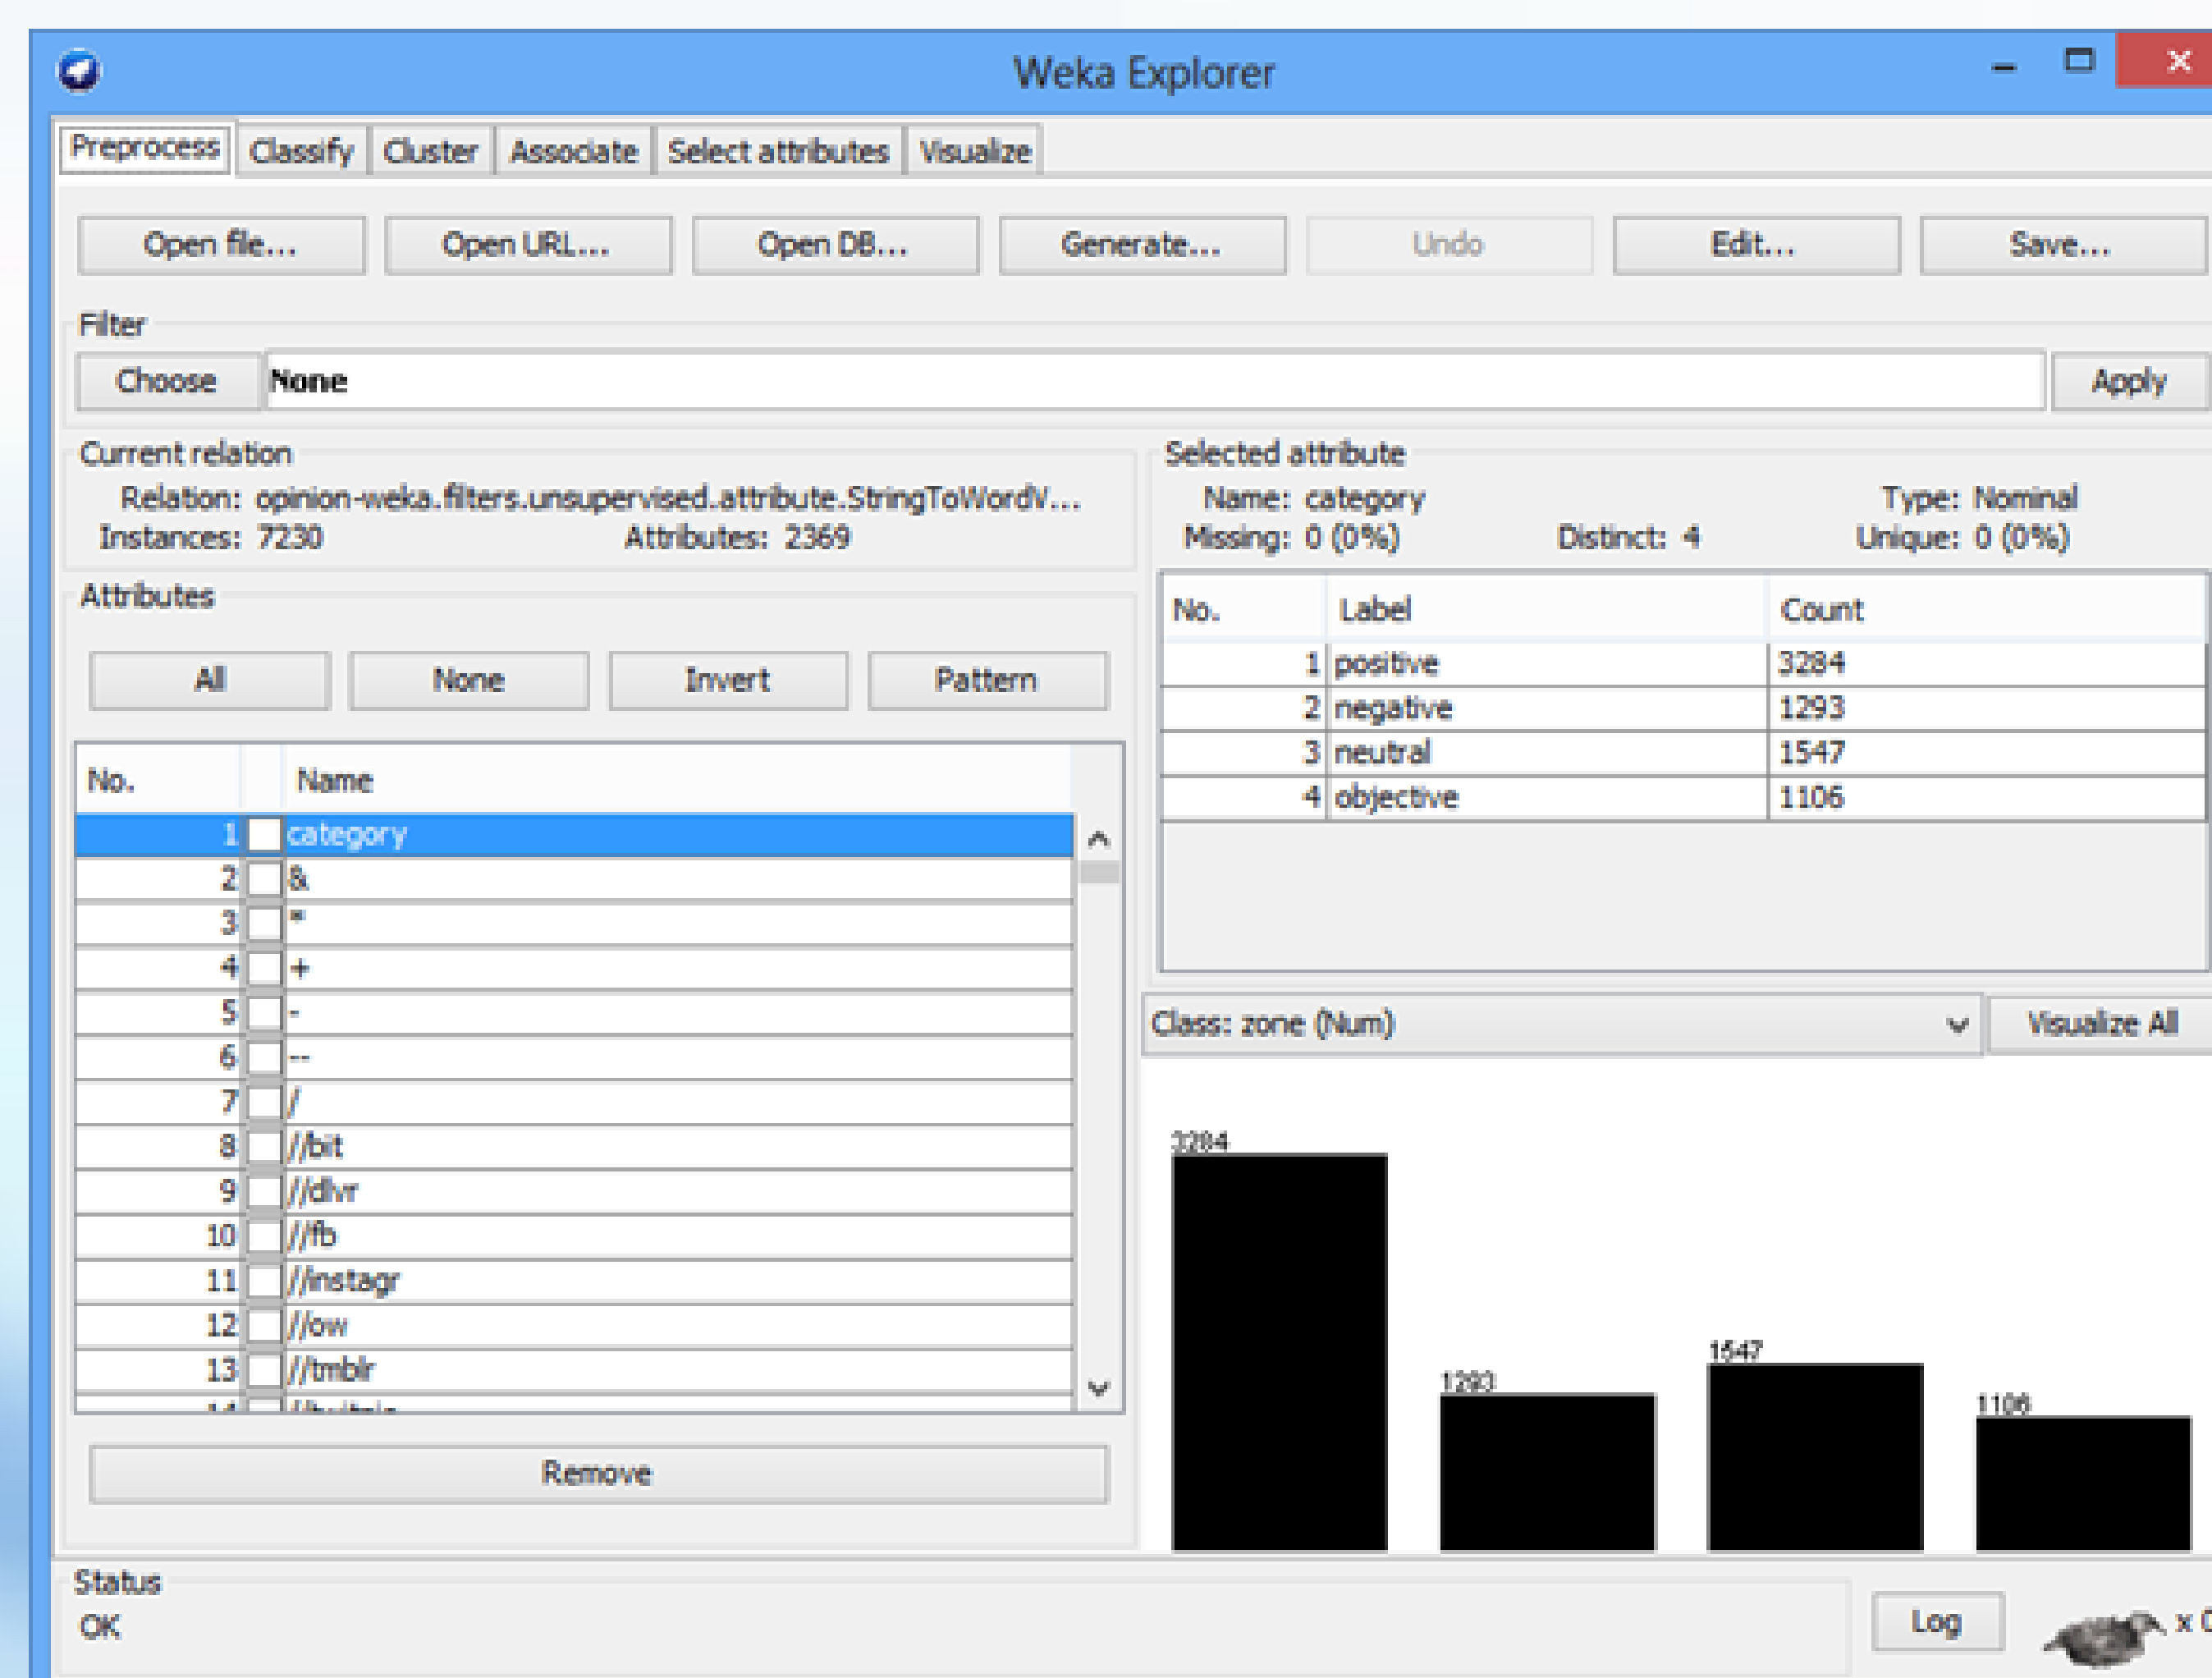 Weka Explorer
Preprocess Classify Cluster Associate Select attributes Visualize
Open file... Open URL... Open DB... Generate... Undo Edit... Save...
Filter
Choose None Apply
Current relation
Relation: opinion-weka.filters.unsupervised.attribute.StringToWordV...
Instances: 7230 Attributes: 2369
Attributes
All None Invert Pattern
No. Name
1 category
2 &
3 *
4 +
5 -
6 --
7 /
8 //bit
9 //dlvr
10 //fb
11 //instagr
12 //ow
13 //tmblr
Remove
Selected attribute
Name: category Type: Nominal
Missing: 0 (0%) Distinct: 4 Unique: 0 (0%)
No. Label Count
1 positive 3284
2 negative 1293
3 neutral 1547
4 objective 1106
Class: zone (Num) Visualize All
3284
1293
1547
1106
Status
OK
Log x 0